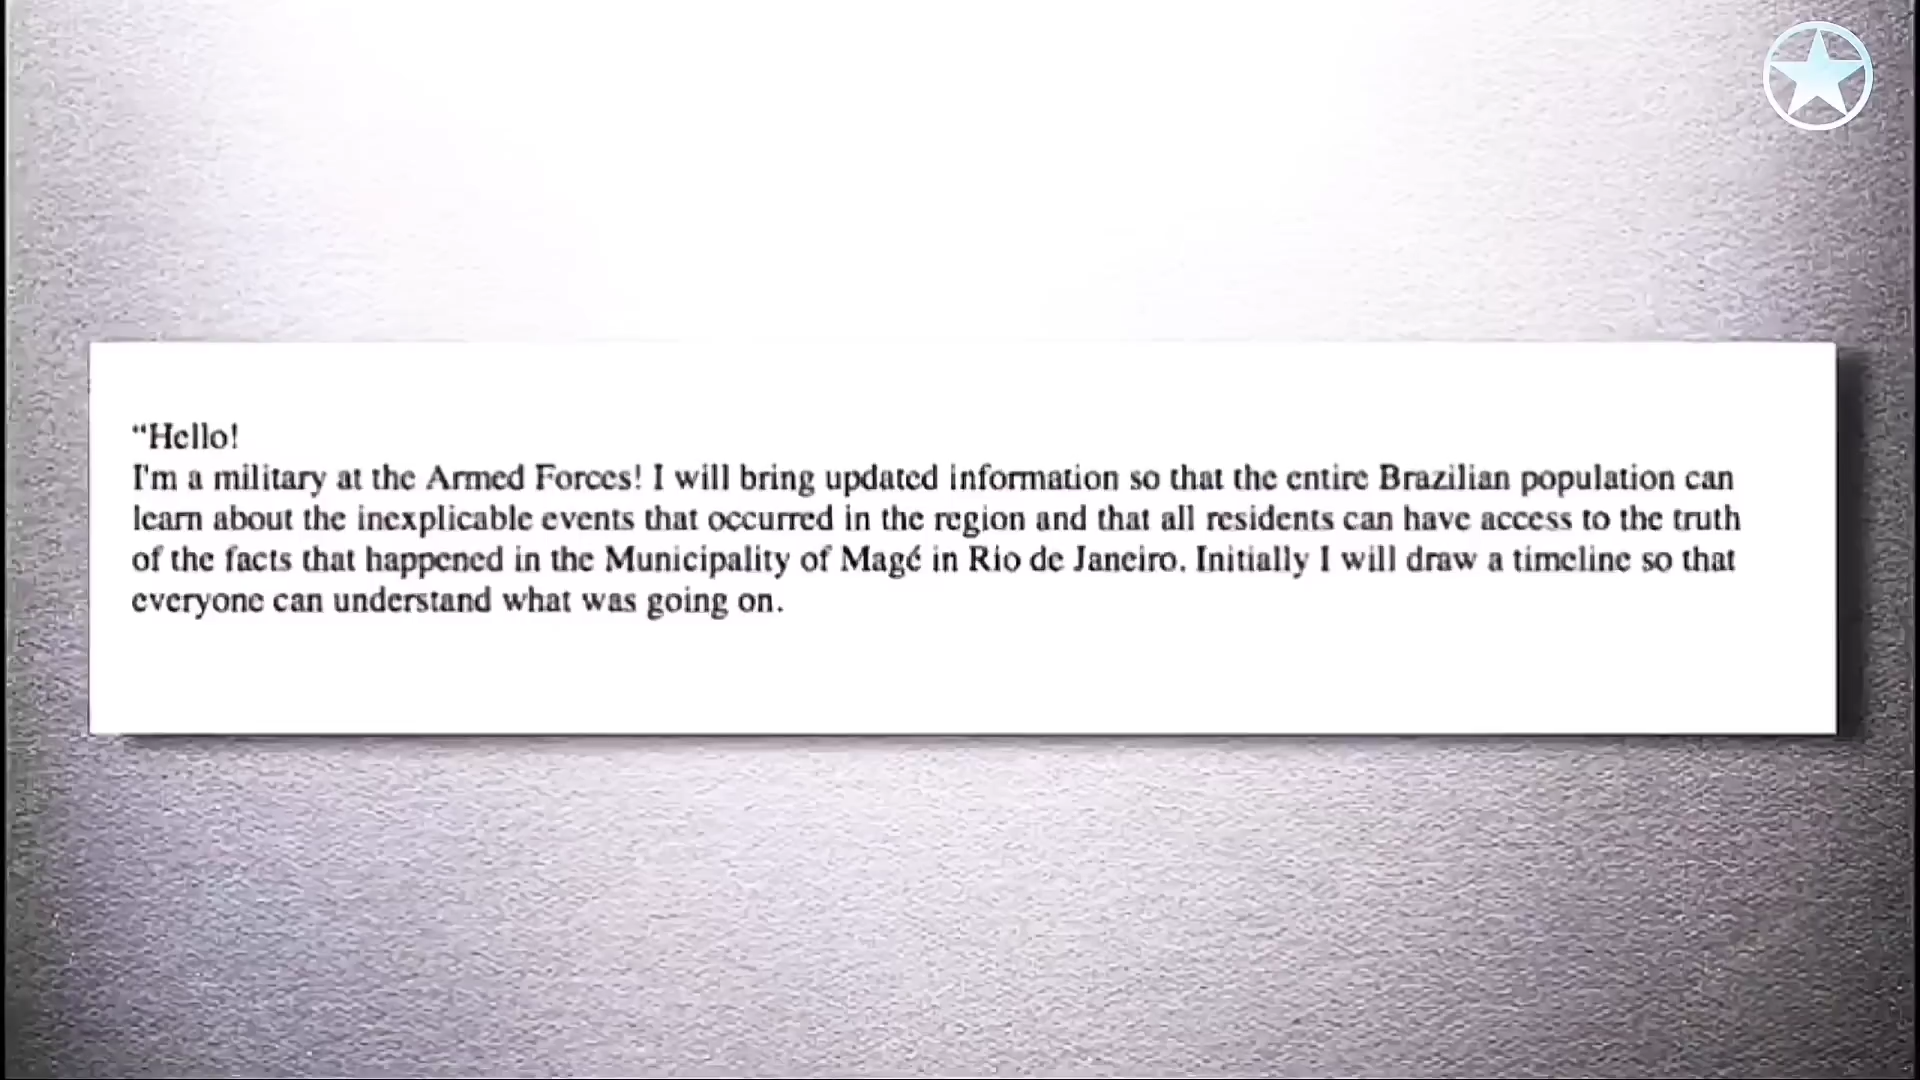 “Hello!
I'm a military at the Armed Forces! I will bring updated information so that the entire Brazilian population can
learn about the inexplicable events that occurred in the region and that all residents can have access to the truth
of the facts that happened in the Municipality of Magé in Rio de Janeiro. Initially I will draw a timeline so that
everyone can understand what was going on.